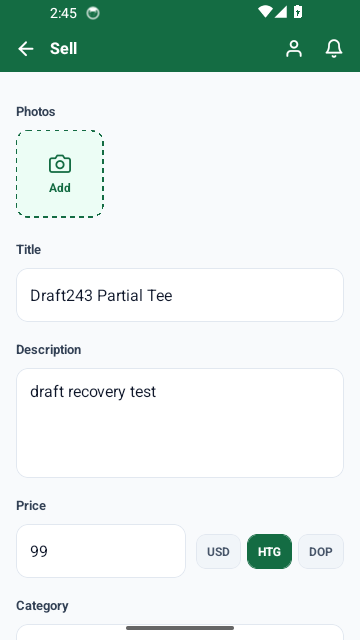 2:45
Sell
Photos
Add
Title
Draft243 Partial Tee
Description
draft recovery test
Price
99
USD
HTG
DOP
Category